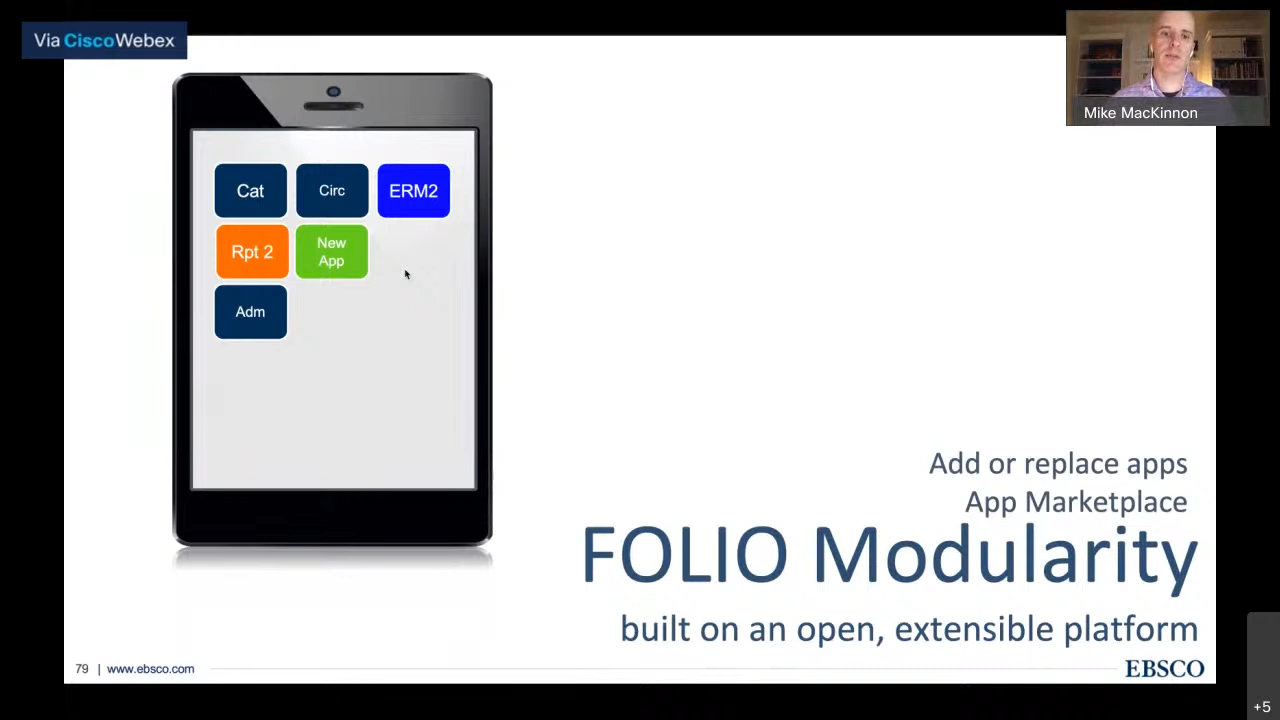 Via CiscoWebex
Mike MacKinnon
Cat
Circ
ERM2
Rpt 2
New
App
Adm
Add or replace apps
App Marketplace
FOLIO Modularity
built on an open, extensible platform
79 | www.ebsco.com
EBSCO
+5